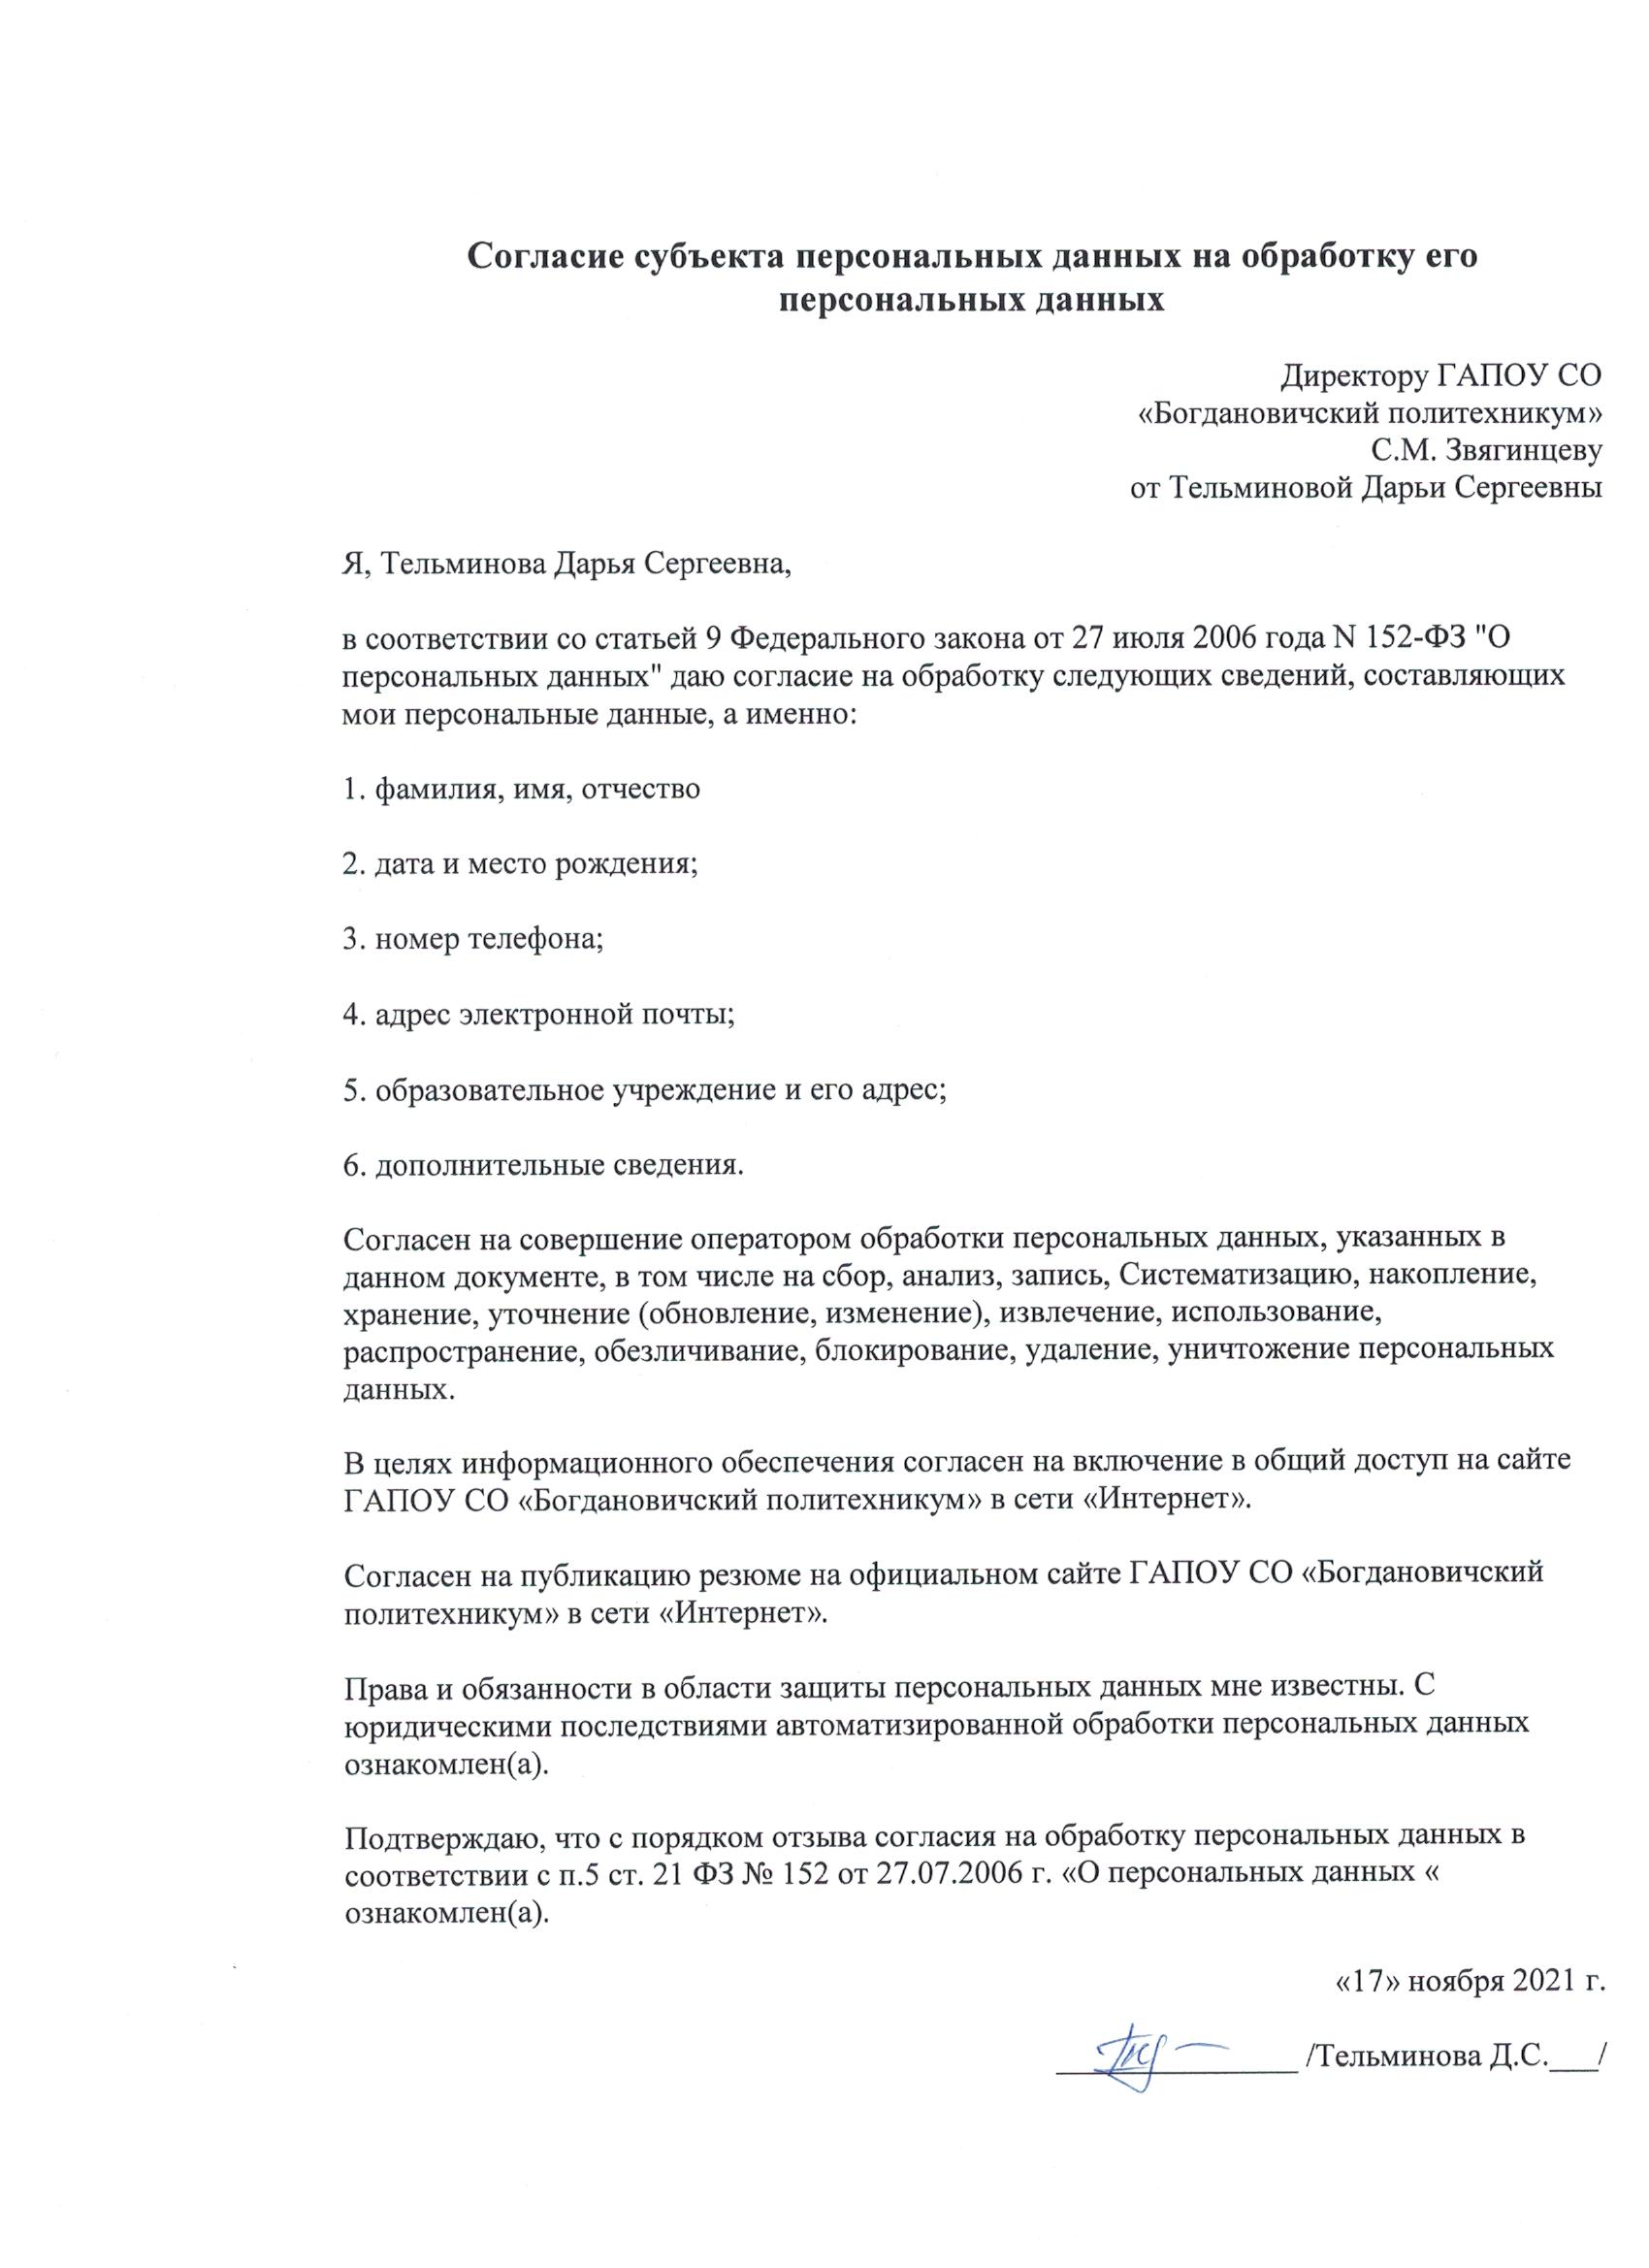 Согласие субъекта персональных данных на обработку его
персональных данных
Директору ГАПОУ СО
«Богдановичский политехникум»
С.М. Звягинцеву
от Тельминовой Дарьи Сергеевны
Я, Тельминова Дарья Сергеевна,
в соответствии со статьей 9 Федерального закона от 27 июля 2006 года N 152-ФЗ "О
персональных данных" даю согласие на обработку следующих сведений, составляющих
мои персональные данные, а именно:
1. фамилия, имя, отчество
2. дата и место рождения;
3. номер телефона;
4. адрес электронной почты;
5. образовательное учреждение и его адрес;
6. дополнительные сведения.
Согласен на совершение оператором обработки персональных данных, указанных в
данном документе, в том числе на сбор, анализ, запись, Систематизацию, накопление,
хранение, уточнение (обновление, изменение), извлечение, использование,
распространение, обезличивание, блокирование, удаление, уничтожение персональных
данных.
В целях информационного обеспечения согласен на включение в общий доступ на сайте
ГАПОУ СО «Богдановичский политехникум» в сети «Интернет».
Согласен на публикацию резюме на официальном сайте ГАПОУ СО «Богдановичский
политехникум» в сети «Интернет».
Права и обязанности в области защиты персональных данных мне известны. С
юридическими последствиями автоматизированной обработки персональных данных
ознакомлен(а).
Подтверждаю, что с порядком отзыва согласия на обработку персональных данных в
соответствии с п.5 ст. 21 ФЗ № 152 от 27.07.2006 г. «О персональных данных «
ознакомлен(а).
«17» ноября 2021 г.
/Тельминова Д.С.___/